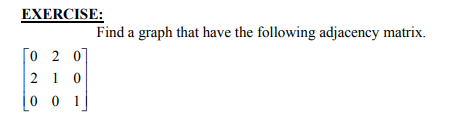 EXERCISE:
Find a graph that have the following adjacency matrix.
0 2 0
2 1 0
0 0 1